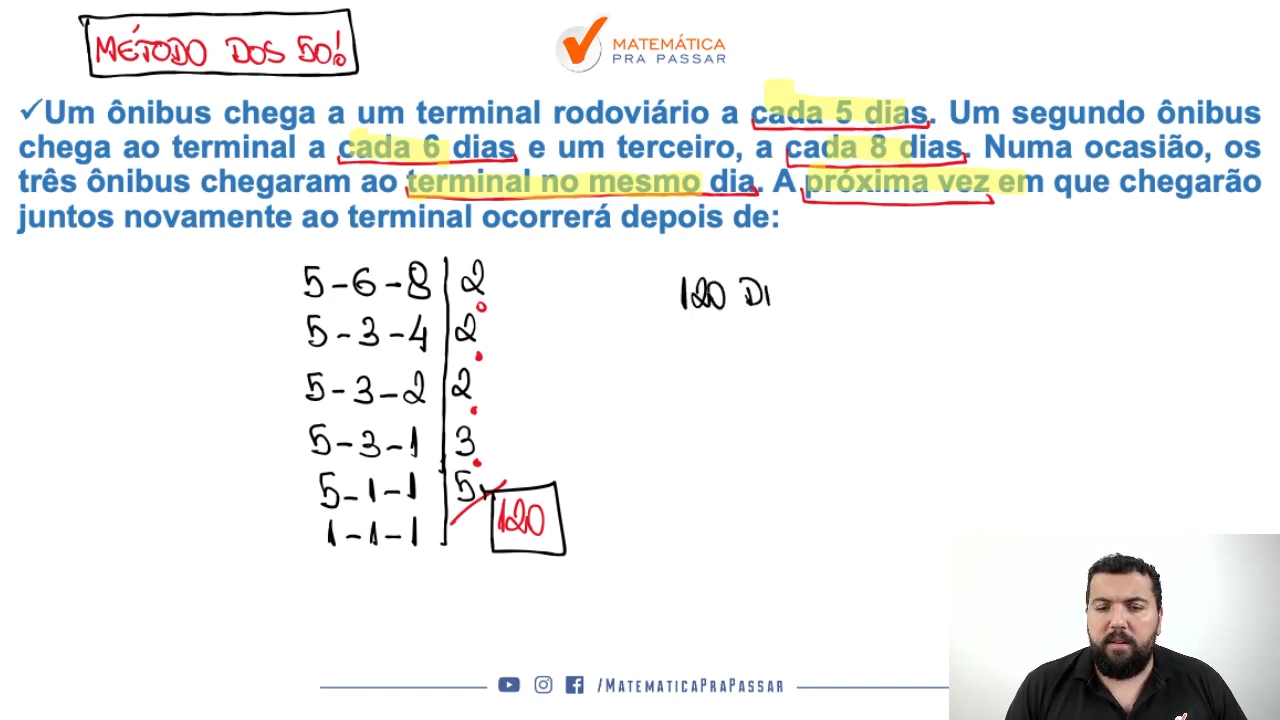 MÉTODO DOS 50!
MATEMÁTICA
PRA PASSAR
✓Um ônibus chega a um terminal rodoviário a cada 5 dias. Um segundo ônibus
chega ao terminal a cada 6 dias e um terceiro, a cada 8 dias. Numa ocasião, os
três ônibus chegaram ao terminal no mesmo dia. A próxima vez em que chegarão
juntos novamente ao terminal ocorrerá depois de:
5-6-8 | 2
120 DI
5-3-4 | 2
5-3-2 | 2
5-3-1 | 3
5-1-1 | 5
1-1-1 | 120
/MATEMATICAPRAPASSAR